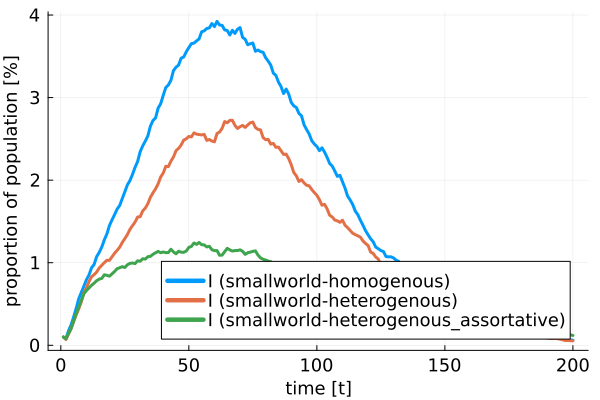 4
3
2
1
0
proportion of population [%]
I (smallworld-homogenous)
I (smallworld-heterogenous)
I (smallworld-heterogenous_assortative)
0
50
100
150
200
time [t]